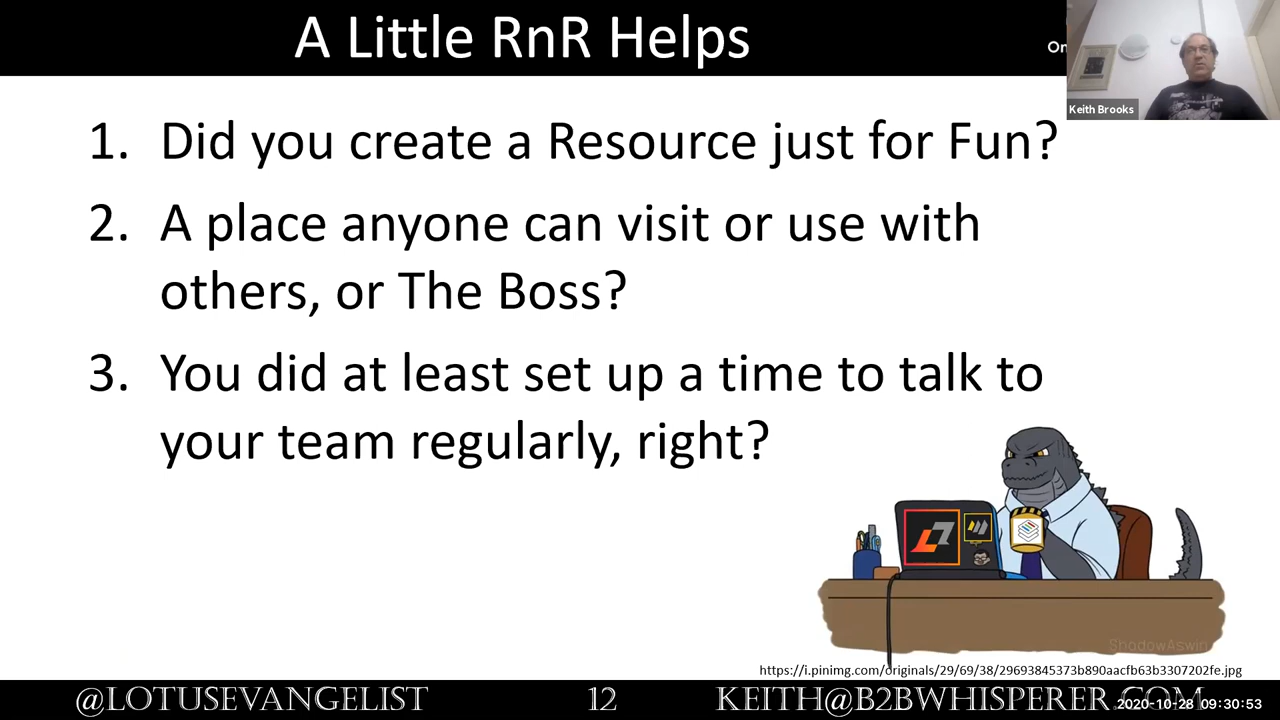 A Little RnR Helps
On
Keith Brooks
1. Did you create a Resource just for Fun?
2. A place anyone can visit or use with
others, or The Boss?
3. You did at least set up a time to talk to
your team regularly, right?
ShadowAswin
https://i.pinimg.com/originals/29/69/38/29693845373b890aacfb63b3307202fe.jpg
@LOTUSEVANGELIST 12 KEITH@B2BWHISPERER.COM
2020-10-28 09:30:53